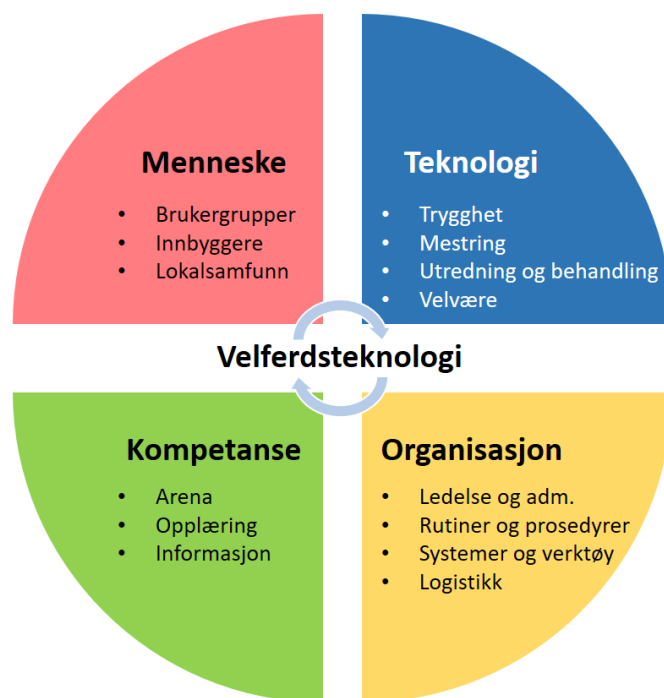 Menneske
• Brukergrupper
• Innbyggere
• Lokalsamfunn
Teknologi
• Trygghet
• Mestring
• Utredning og behandling
• Velvære
Velferdsteknologi
Kompetanse
• Arena
• Opplæring
• Informasjon
Organisasjon
• Ledelse og adm.
• Rutiner og prosedyrer
• Systemer og verktøy
• Logistikk